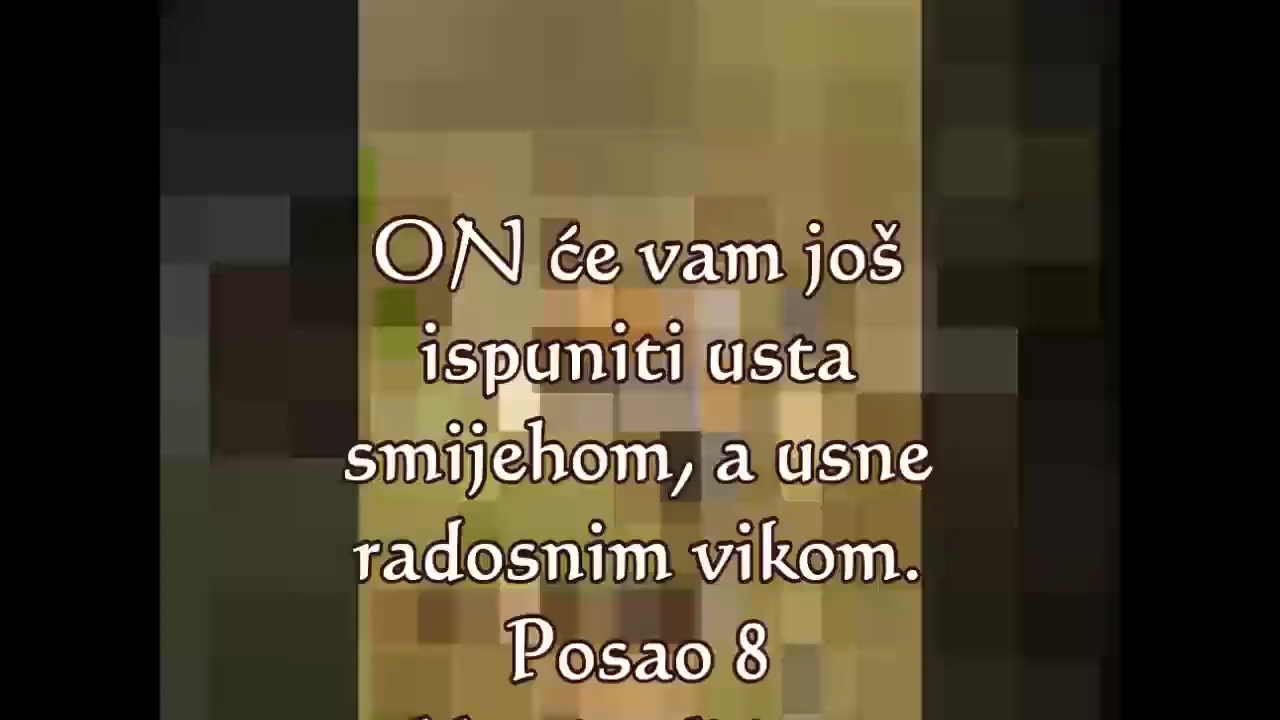 ON će vam još
ispuniti usta
smijehom, a usne
radosnim vikom.
Posao 8